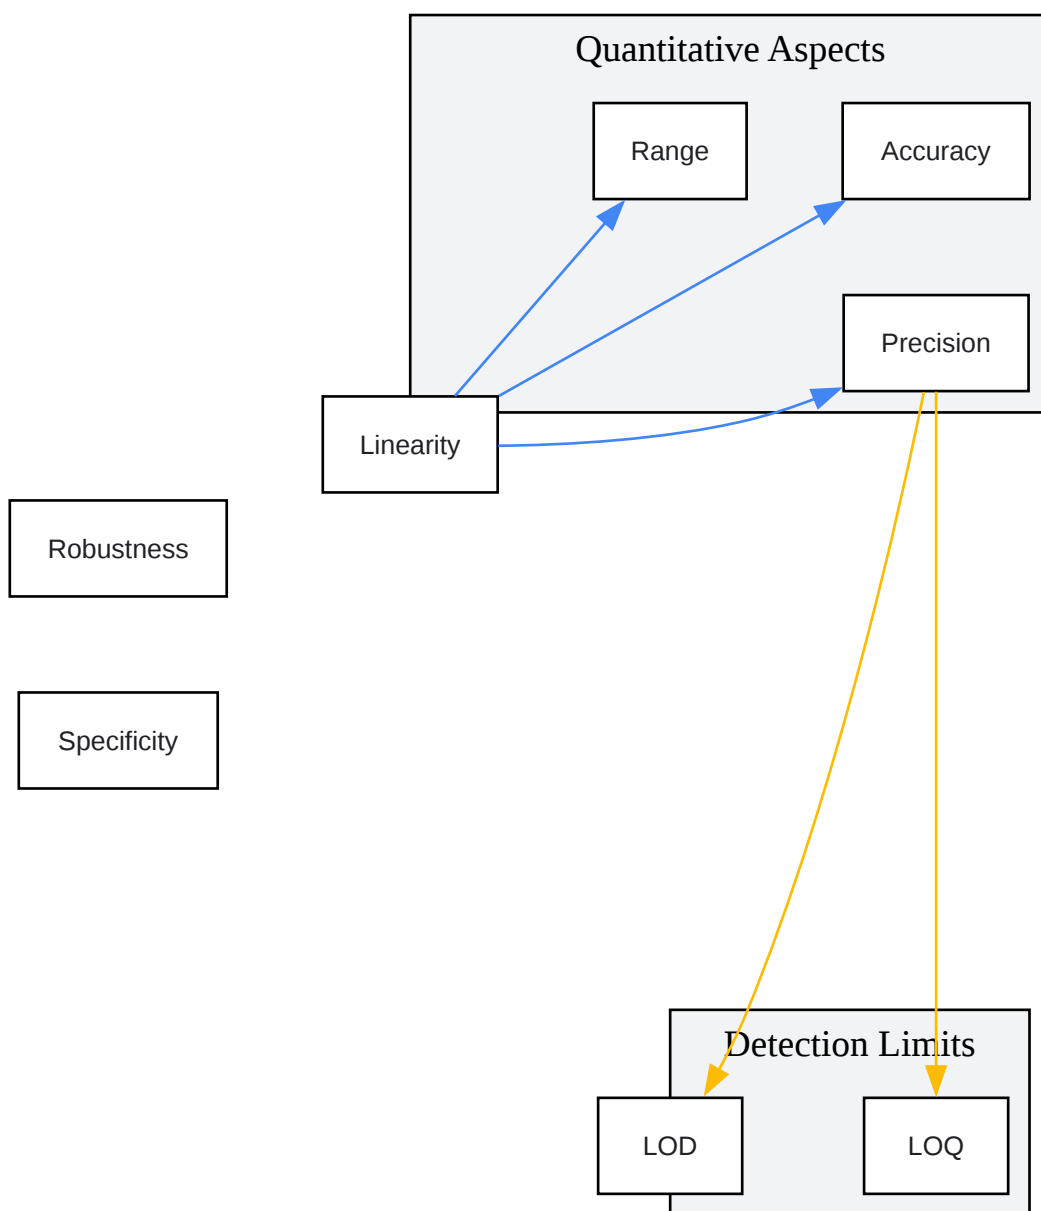 Quantitative Aspects
Range
Accuracy
Precision
Linearity
Robustness
Specificity
Detection Limits
LOD
LOQ